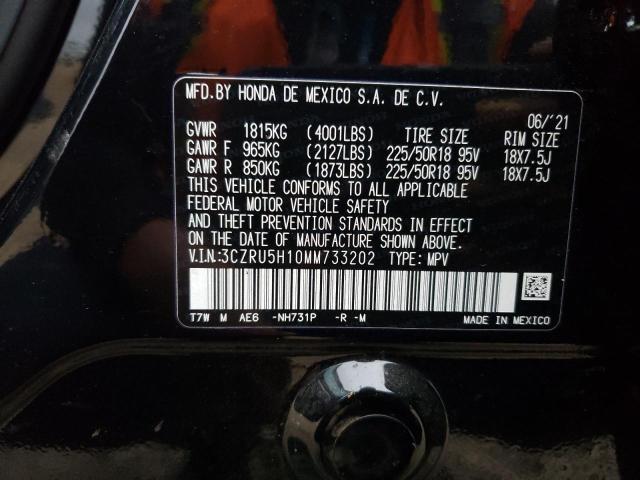 MFD.BY HONDA DE MEXICO S.A. DE C.V.
06/'21
GVWR 1815KG (4001LBS) TIRE SIZE RIM SIZE
GAWR F 965KG (2127LBS) 225/50R18 95V 18X7.5J
GAWR R 850KG (1873LBS) 225/50R18 95V 18X7.5J
THIS VEHICLE CONFORMS TO ALL APPLICABLE
FEDERAL MOTOR VEHICLE SAFETY
AND THEFT PREVENTION STANDARDS IN EFFECT
ON THE DATE OF MANUFACTURE SHOWN ABOVE.
V.I.N.:3CZRU5H10MM733202 TYPE: MPV
T7W M AE6 -NH731P -R -M MADE IN MEXICO